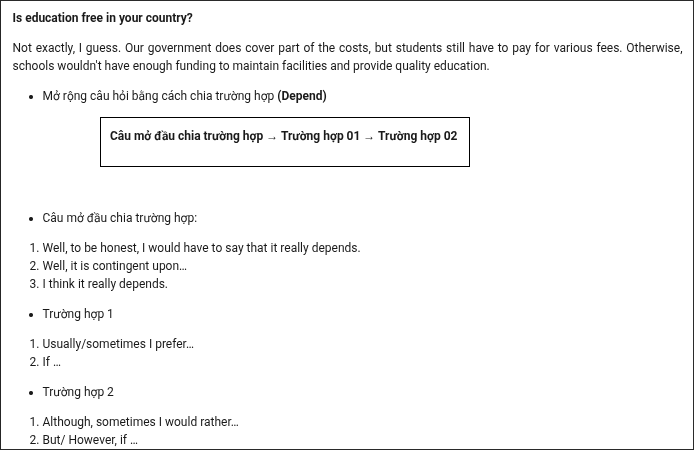 Is education free in your country?
Not exactly, I guess. Our government does cover part of the costs, but students still have to pay for various fees. Otherwise,
schools wouldn't have enough funding to maintain facilities and provide quality education.
• Mở rộng câu hỏi bằng cách chia trường hợp (Depend)
Câu mở đầu chia trường hợp → Trường hợp 01 → Trường hợp 02
• Câu mở đầu chia trường hợp:
1. Well, to be honest, I would have to say that it really depends.
2. Well, it is contingent upon...
3. I think it really depends.
• Trường hợp 1
1. Usually/sometimes I prefer...
2. If ...
• Trường hợp 2
1. Although, sometimes I would rather...
2. But/ However, if ...